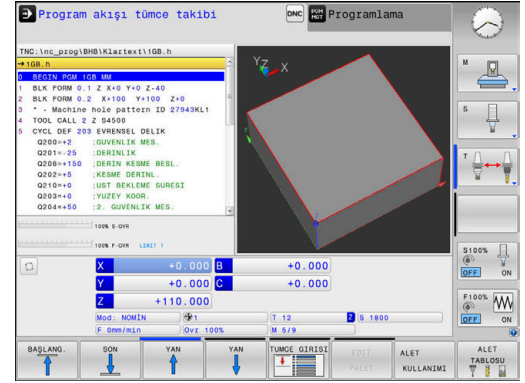 Program akışı tümce takibi
DNC
PGM MGT
Programlama
TNC:\nc_prog\BHB\Klartext\1GB.h
→1GB.h
0 BEGIN PGM 1GB MM
1 BLK FORM 0.1 Z X+0 Y+0 Z-40
2 BLK FORM 0.2 X+100 Y+100 Z+0
3 * - Machine hole pattern ID 27943KL1
4 TOOL CALL 2 Z S4500
5 CYCL DEF 203 EVRENSEL DELIK
Q200=+2 ;GUVENLIK MES.
Q201=-25 ;DERINLIK
Q206=+150 ;DERIN KESME BESL.
Q202=+5 ;KESME DERINL.
Q210=+0 ;UST BEKLEME SURESI
Q203=+0 ;YUZEY KOOR.
Q204=+50 ;2. GUVENLIK MES.
100% S-OVR
100% F-OVR LIMIT 1
Y Z X
Y
Z
X +0.000 B +0.000
Y +0.000 C +0.000
Z +110.000
Mod: NOMİN 1 T 12 Z S 1800
F 0mm/min Ovr 100% M 5/9
M
S
T
S100%
OFF ON
F100%
OFF ON
BAŞLANG.
SON
YAN
YAN
TUMCE GIRISI
EDIT PALET
ALET KULLANIMI
ALET TABLOSU